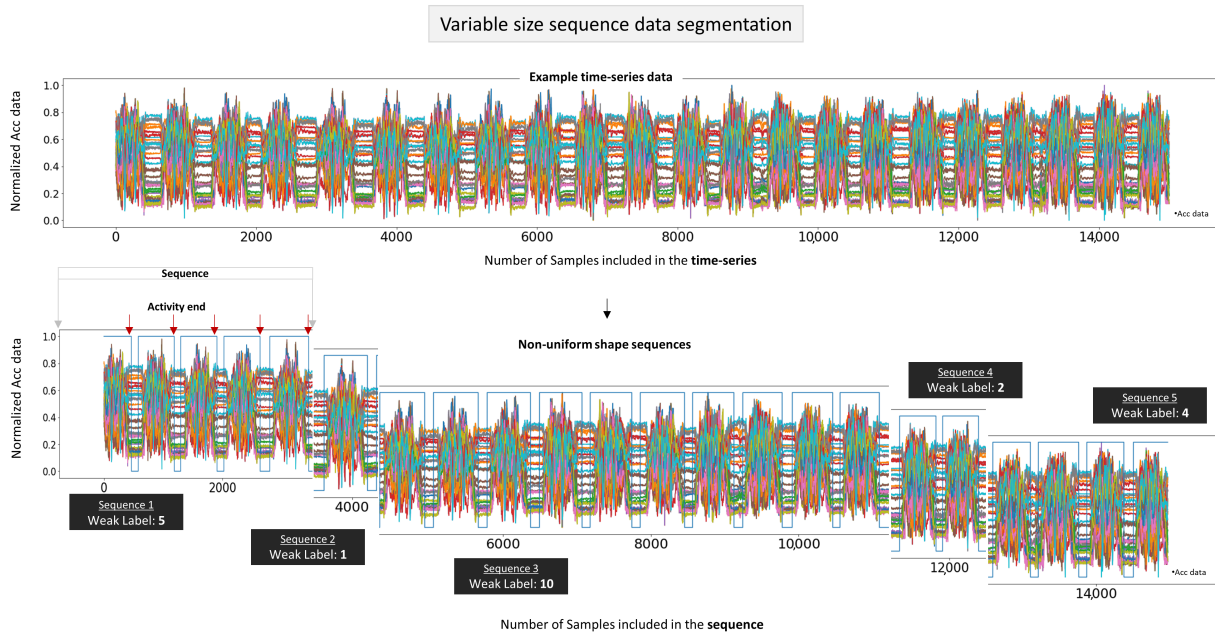 Variable size sequence data segmentation
Example time-series data
Normalized Acc data
1.0
0.8
0.6
0.4
0.2
0.0
•Acc data
0 2000 4000 6000 8000 10,000 12,000 14,000
Number of Samples included in the time-series
Sequence
Activity end
Non-uniform shape sequences
Normalized Acc data
1.0
0.8
0.6
0.4
0.2
0.0
0 2000
4000
6000 8000 10,000
12,000
14,000
Sequence 1
Weak Label: 5
Sequence 2
Weak Label: 1
Sequence 3
Weak Label: 10
Sequence 4
Weak Label: 2
Sequence 5
Weak Label: 4
•Acc data
Number of Samples included in the sequence